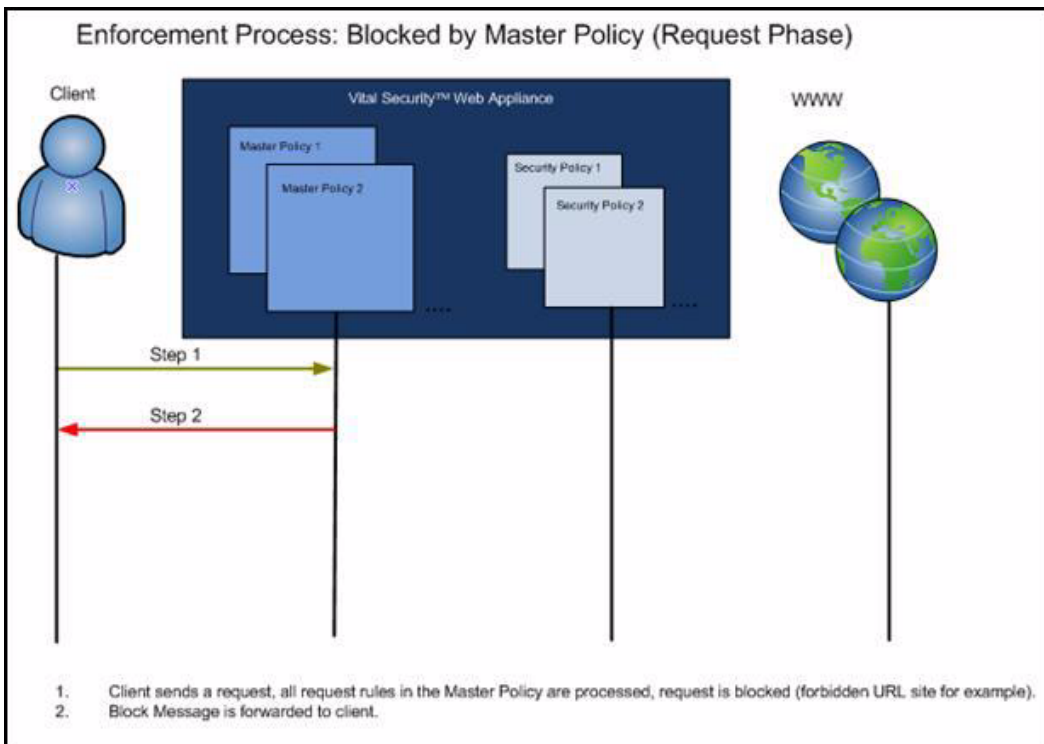 Enforcement Process: Blocked by Master Policy (Request Phase)
Client
Vital Security™ Web Appliance
WWW
Master Policy 1
Master Policy 2
....
Security Policy 1
Security Policy 2
....
Step 1
Step 2
1. Client sends a request, all request rules in the Master Policy are processed, request is blocked (forbidden URL site for example).
2. Block Message is forwarded to client.